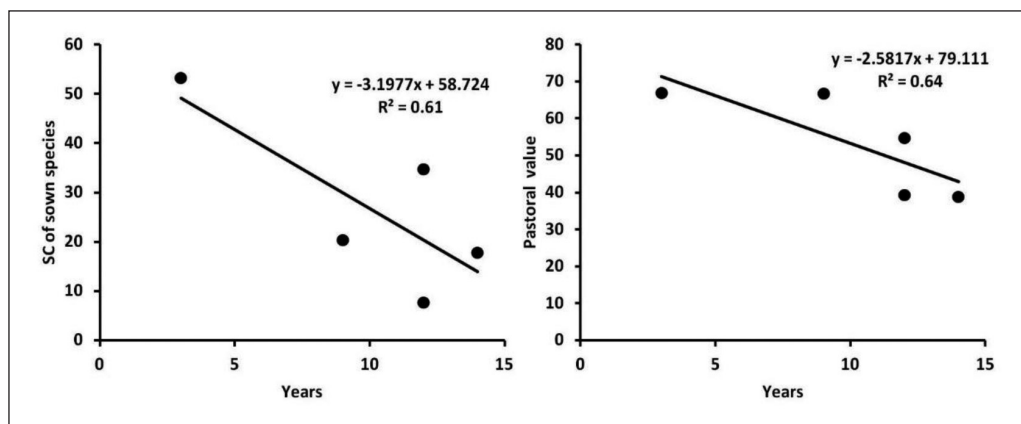 60
50
40
30
20
10
0
SC of sown species
y = -3.1977x + 58.724
R² = 0.61
0 5 10 15
Years
80
70
60
50
40
30
20
10
0
Pastoral value
y = -2.5817x + 79.111
R² = 0.64
0 5 10 15
Years